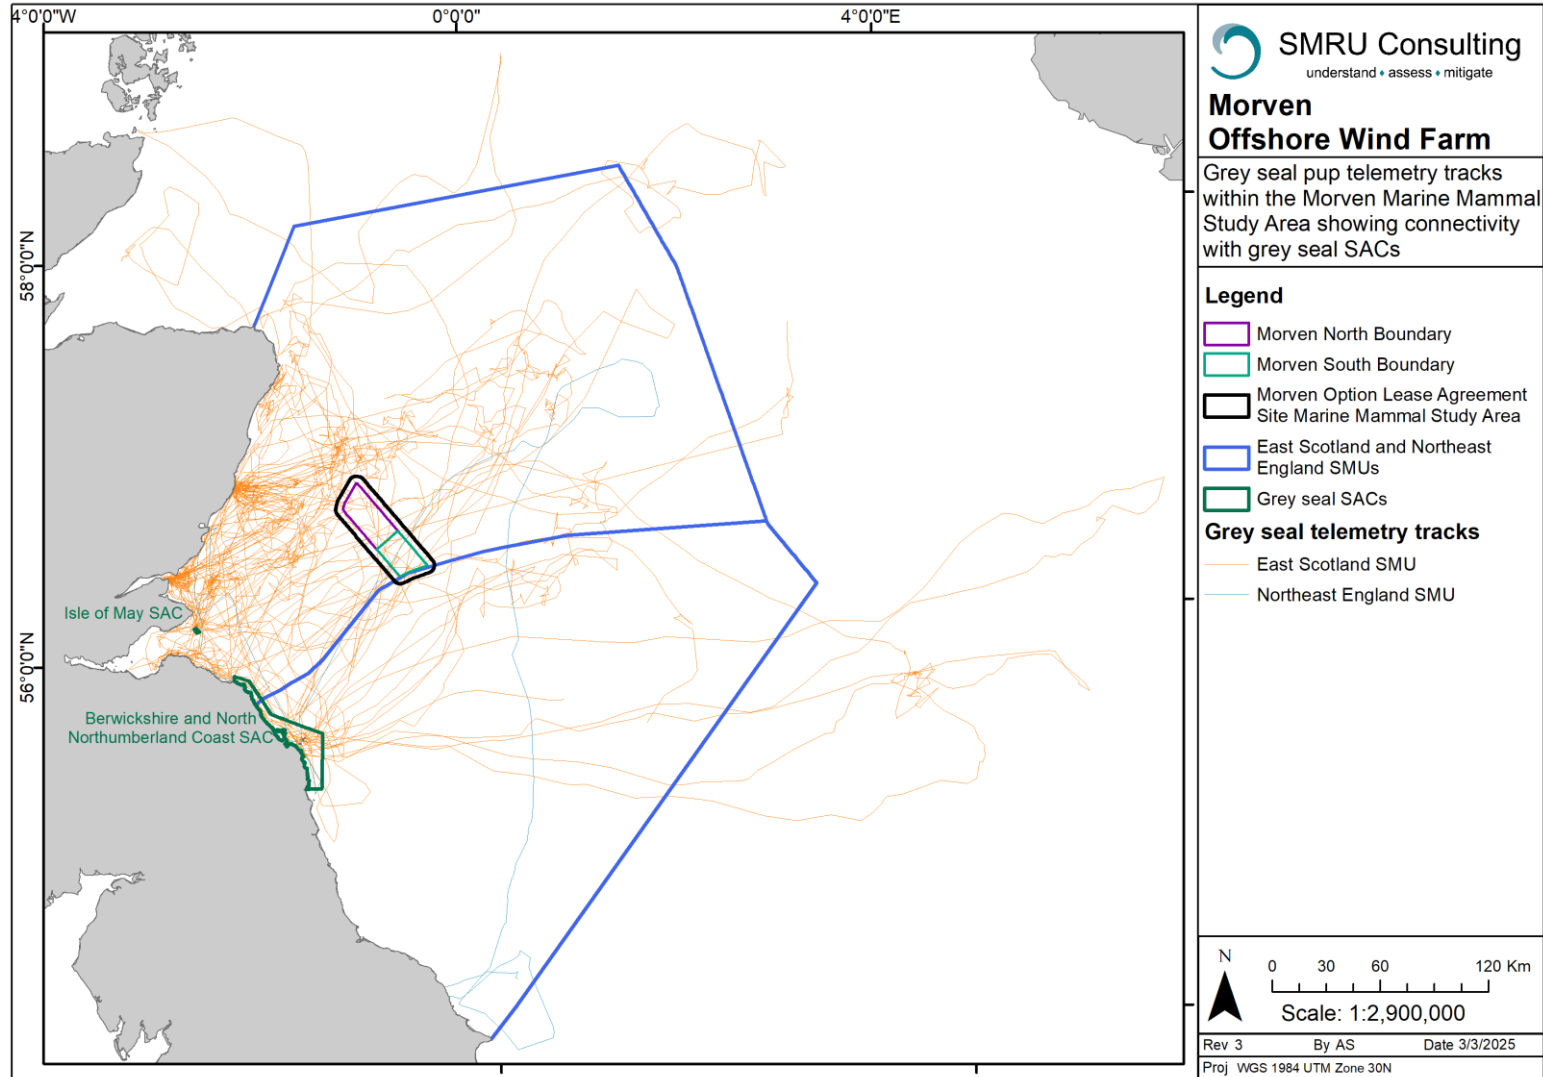 4°0'0"W
0°0'0"
4°0'0"E
58°0'0"N
56°0'0"N
Isle of May SAC
Berwickshire and North
Northumberland Coast SAC
SMRU Consulting
understand ♦ assess ♦ mitigate
Morven
Offshore Wind Farm
Grey seal pup telemetry tracks
within the Morven Marine Mammal
Study Area showing connectivity
with grey seal SACs
Legend
Morven North Boundary
Morven South Boundary
Morven Option Lease Agreement
Site Marine Mammal Study Area
East Scotland and Northeast
England SMUs
Grey seal SACs
Grey seal telemetry tracks
East Scotland SMU
Northeast England SMU
N
0 30 60 120 Km
Scale: 1:2,900,000
Rev 3 By AS Date 3/3/2025
Proj WGS 1984 UTM Zone 30N